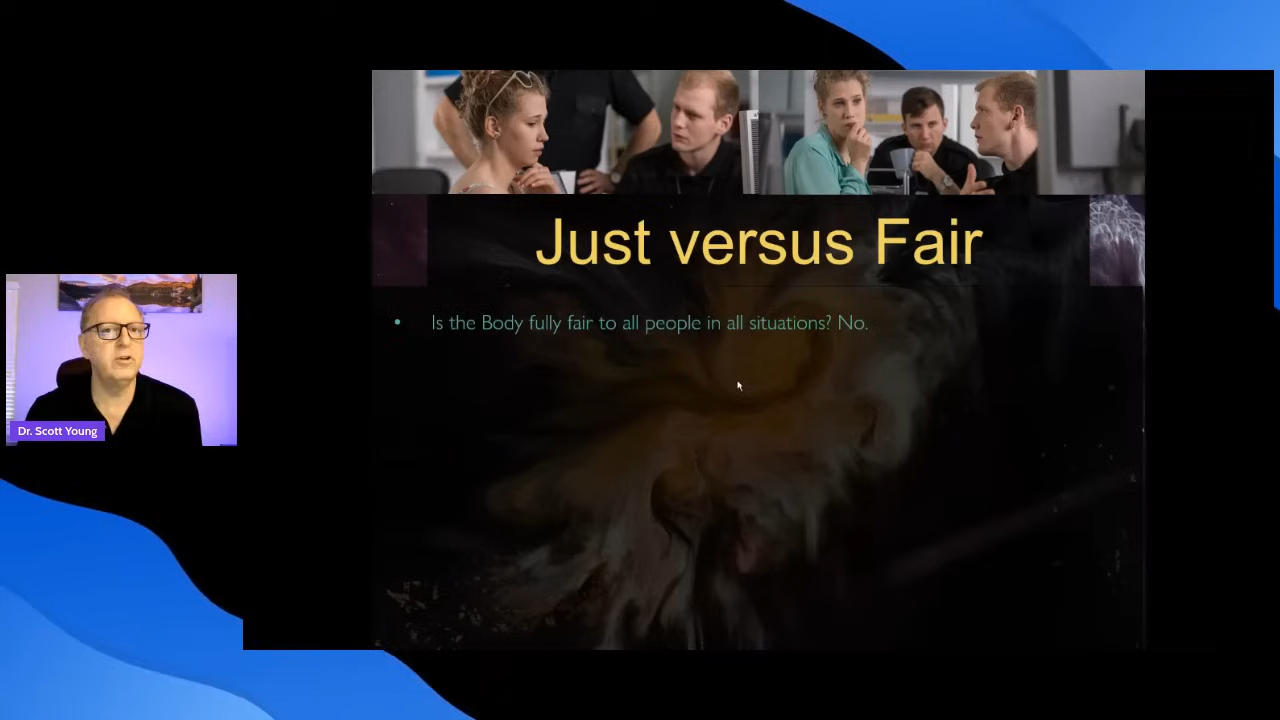 Just versus Fair
• Is the Body fully fair to all people in all situations? No.
Dr. Scott Young